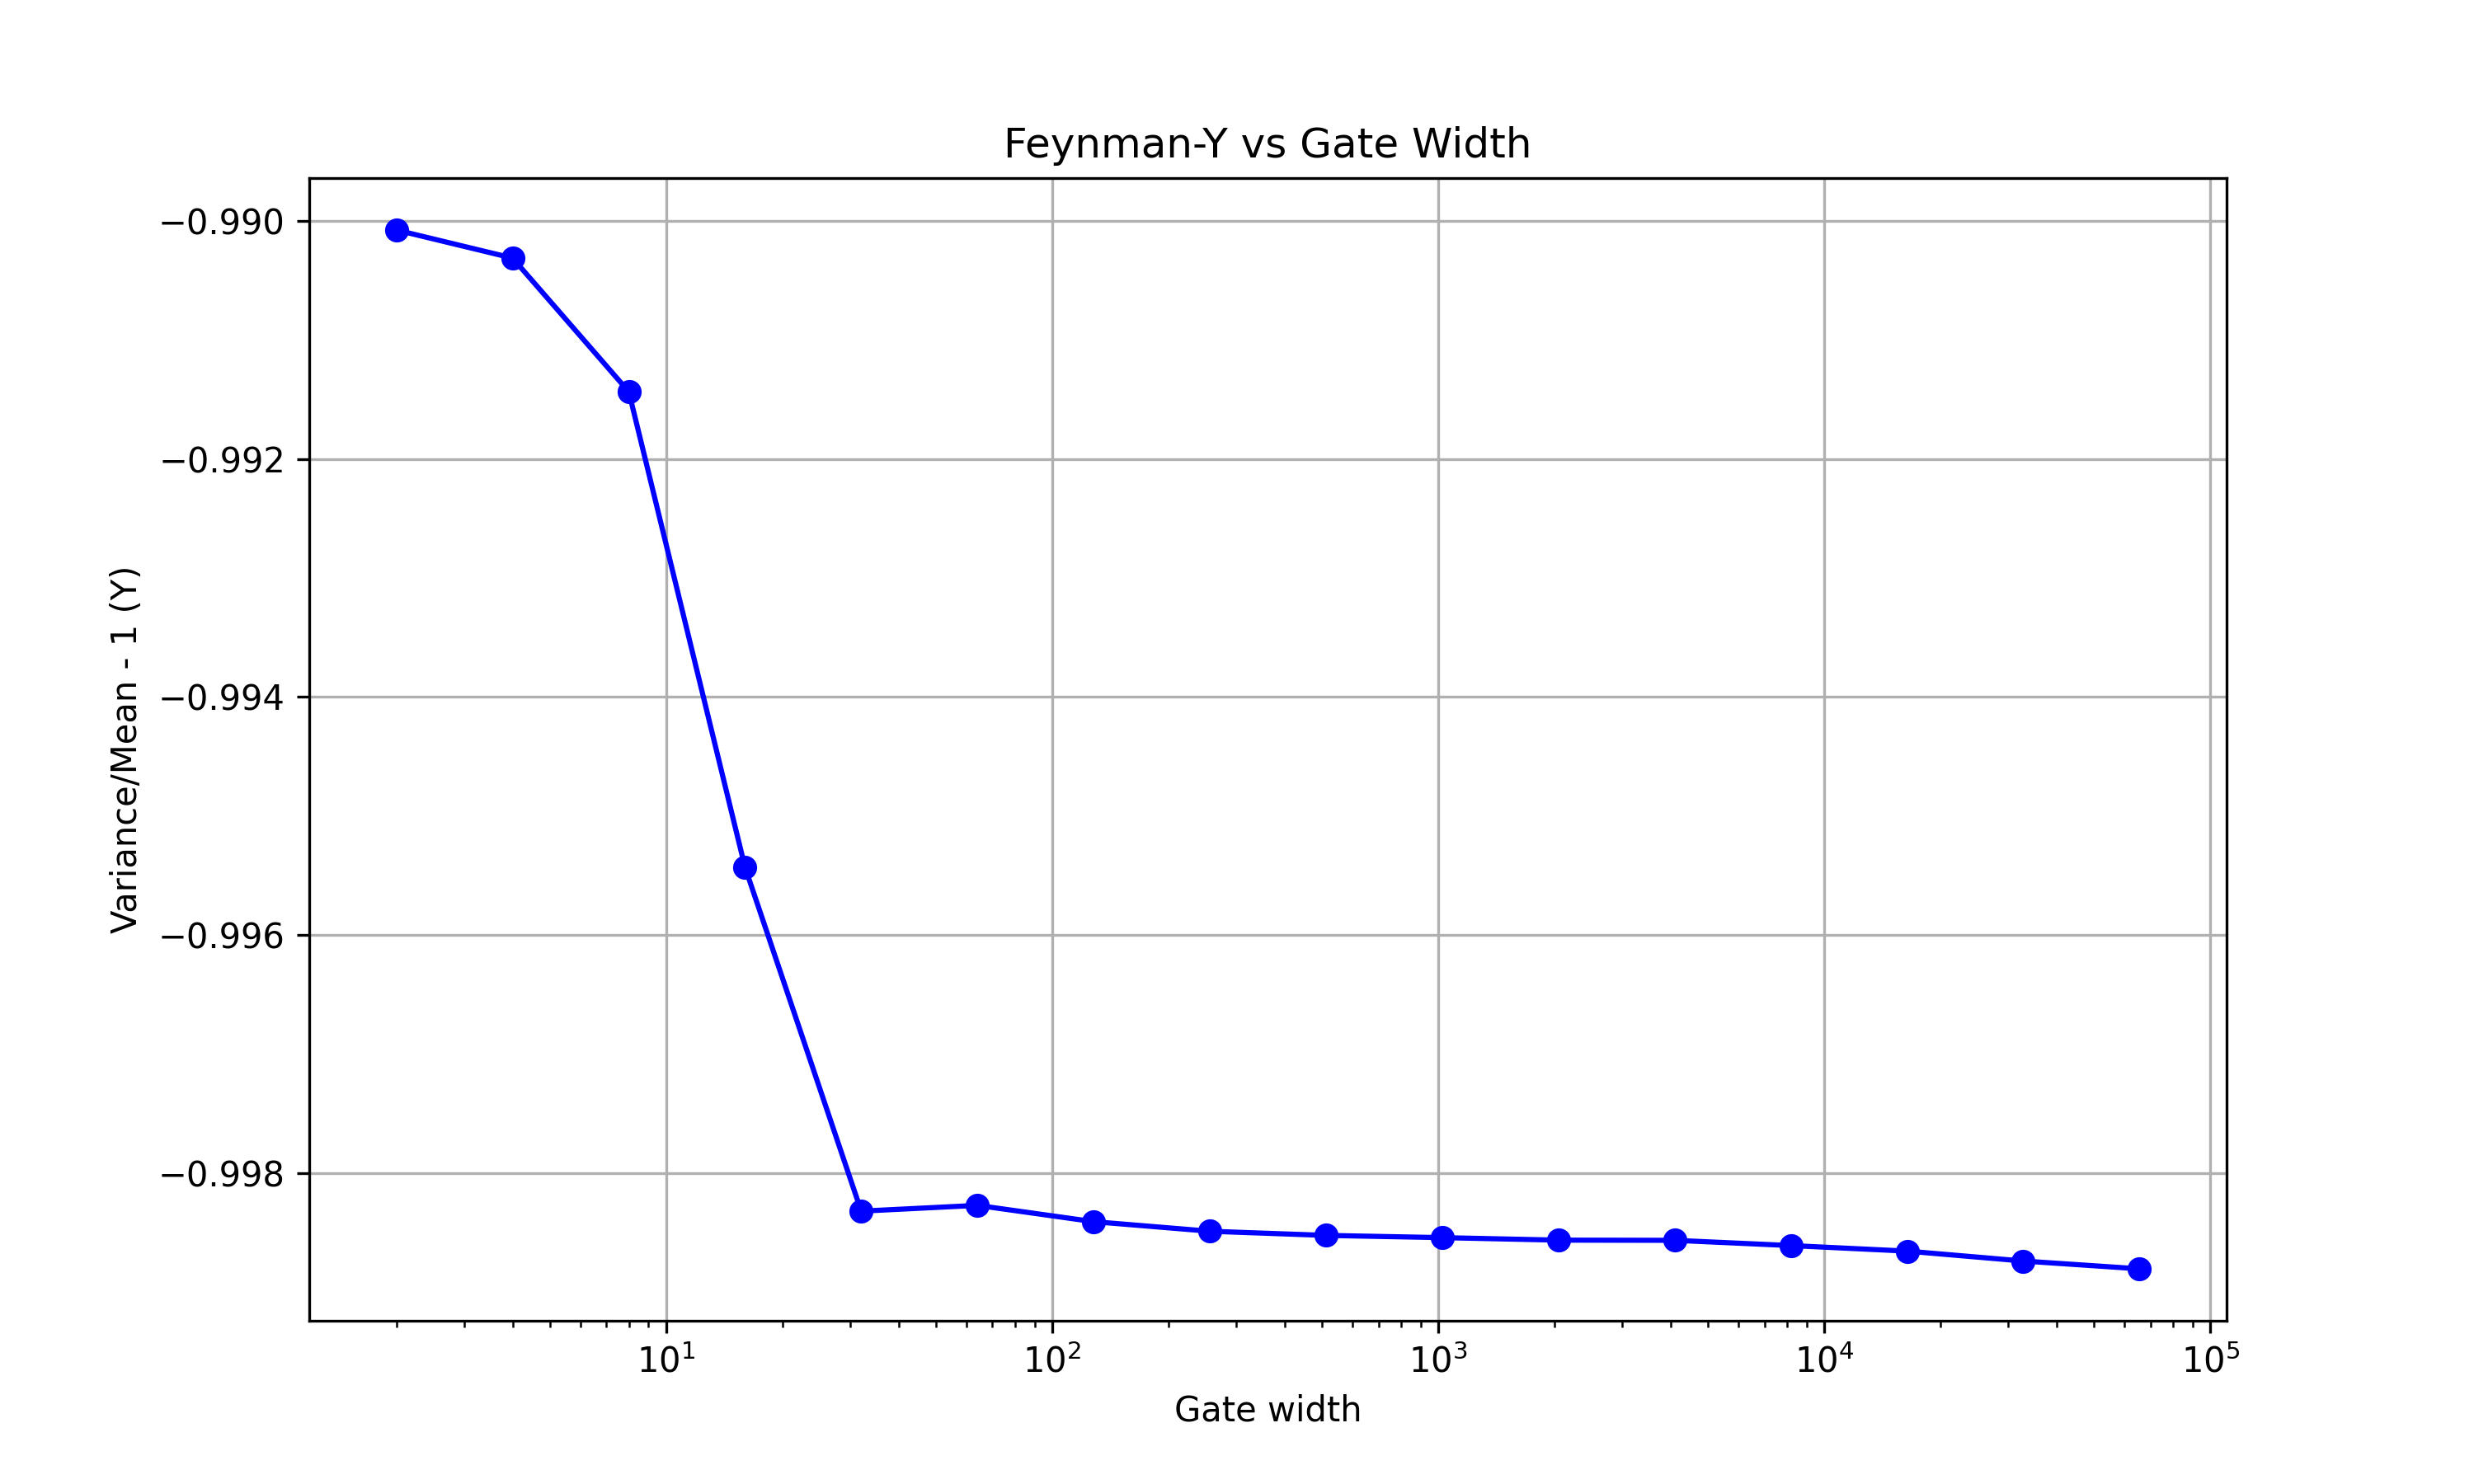 Fevnman-Y vs Gate Width
Variance/Mean - 1 (Y)
−0.990
−0.992
−0.994
−0.996
−0.998
10¹ 10² 10³ 10⁴ 10⁵
Gate width